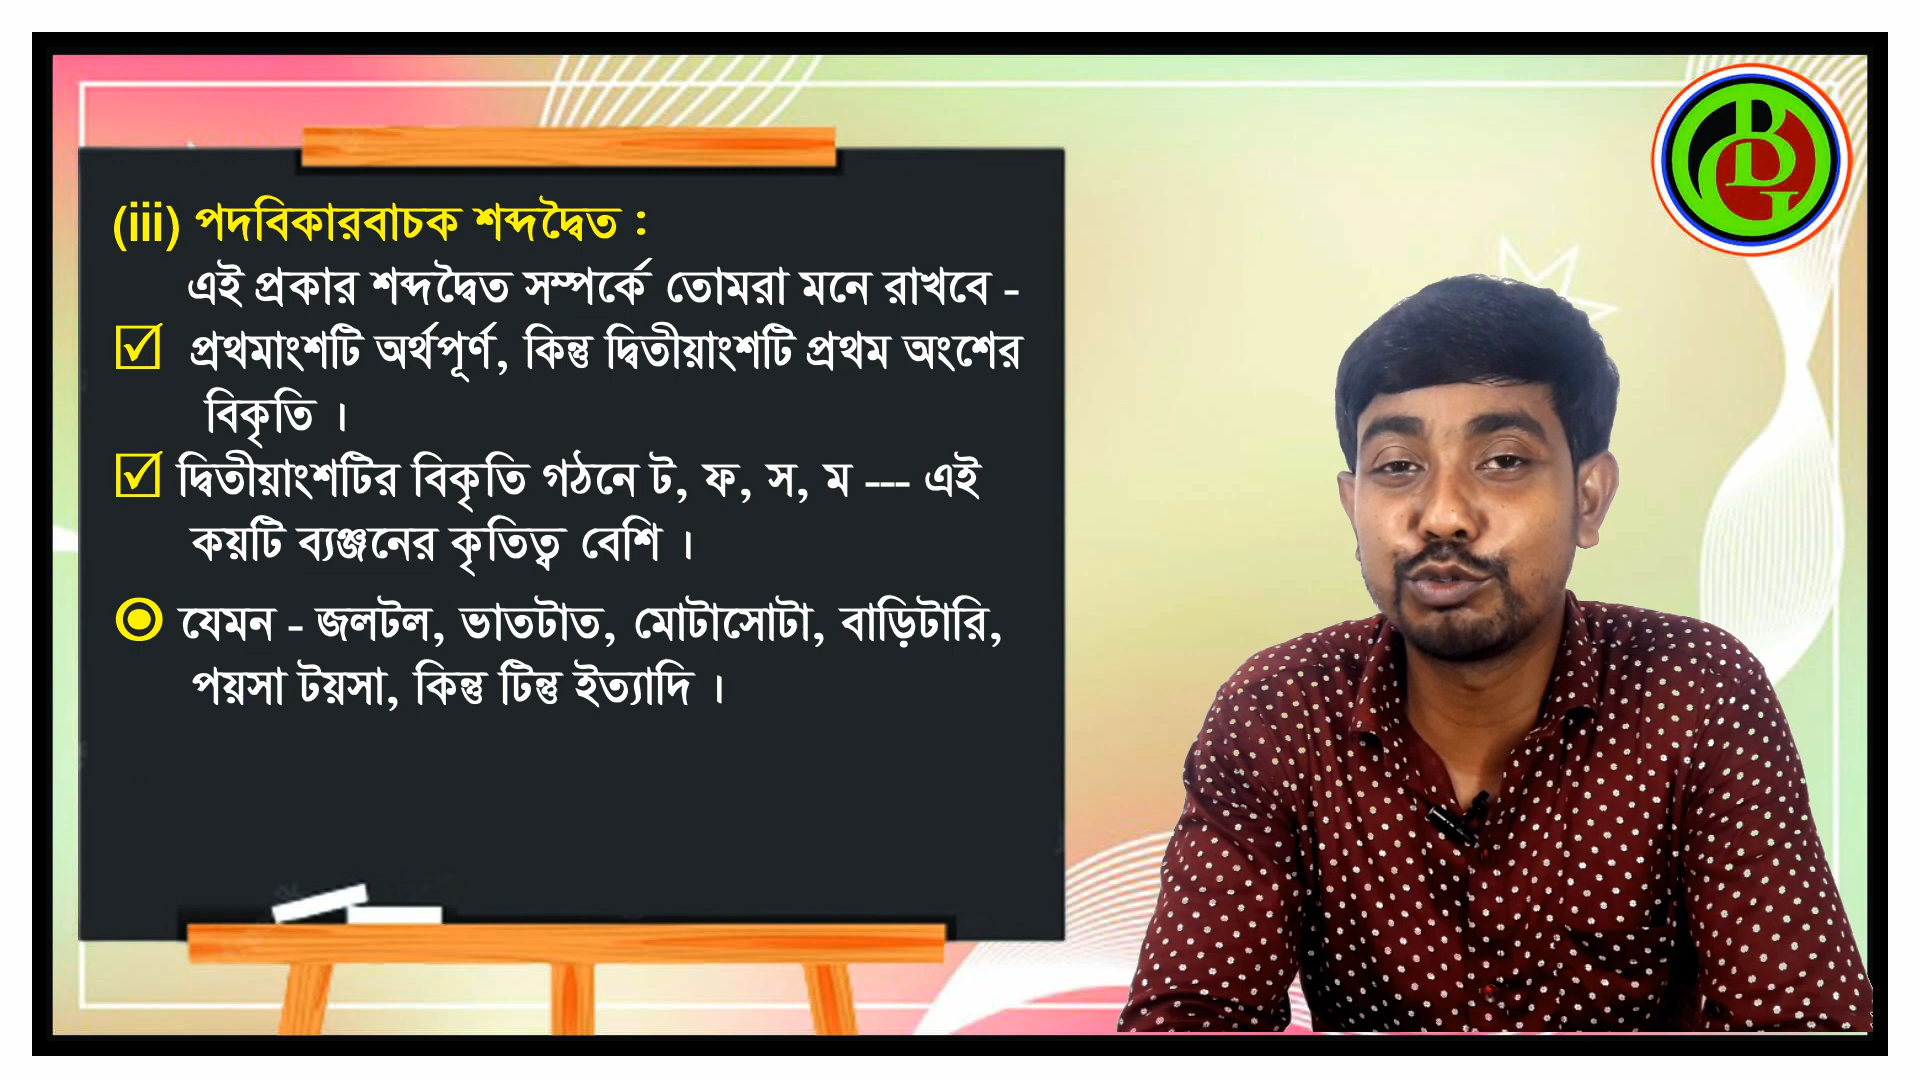 (iii) পদবিকারবাচক শব্দদ্বৈত :
এই প্রকার শব্দদ্বৈত সম্পর্কে তোমরা মনে রাখবে -
প্রথমাংশটি অর্থপূর্ণ, কিন্তু দ্বিতীয়াংশটি প্রথম অংশের
বিকৃতি ।
দ্বিতীয়াংশটির বিকৃতি গঠনে ট, ফ, স, ম --- এই
কয়টি ব্যঞ্জনের কৃতিত্ব বেশি ।
যেমন - জলটল, ভাতটাত, মোটাসোটা, বাড়িটারি,
পয়সা টয়সা, কিন্তু টিন্তু ইত্যাদি ।